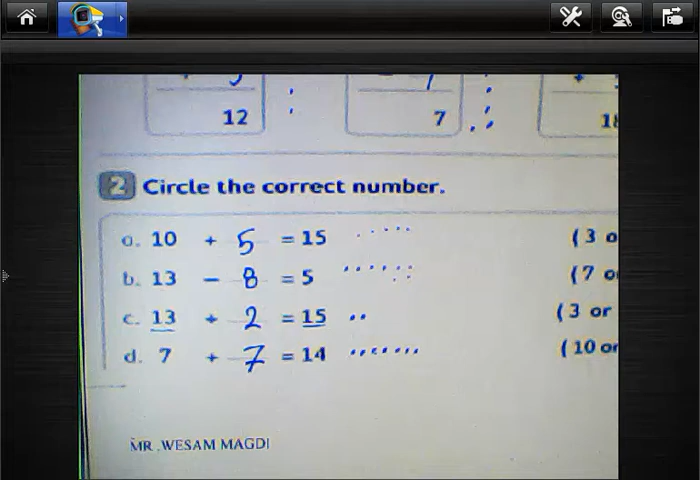 12 7
2 Circle the correct number.
a. 10 + 5 = 15 (3
b. 13 - 8 = 5 (7
c. 13 + 2 = 15 (3 or
d. 7 + 7 = 14 (10 or
MR .WESAM MAGDI